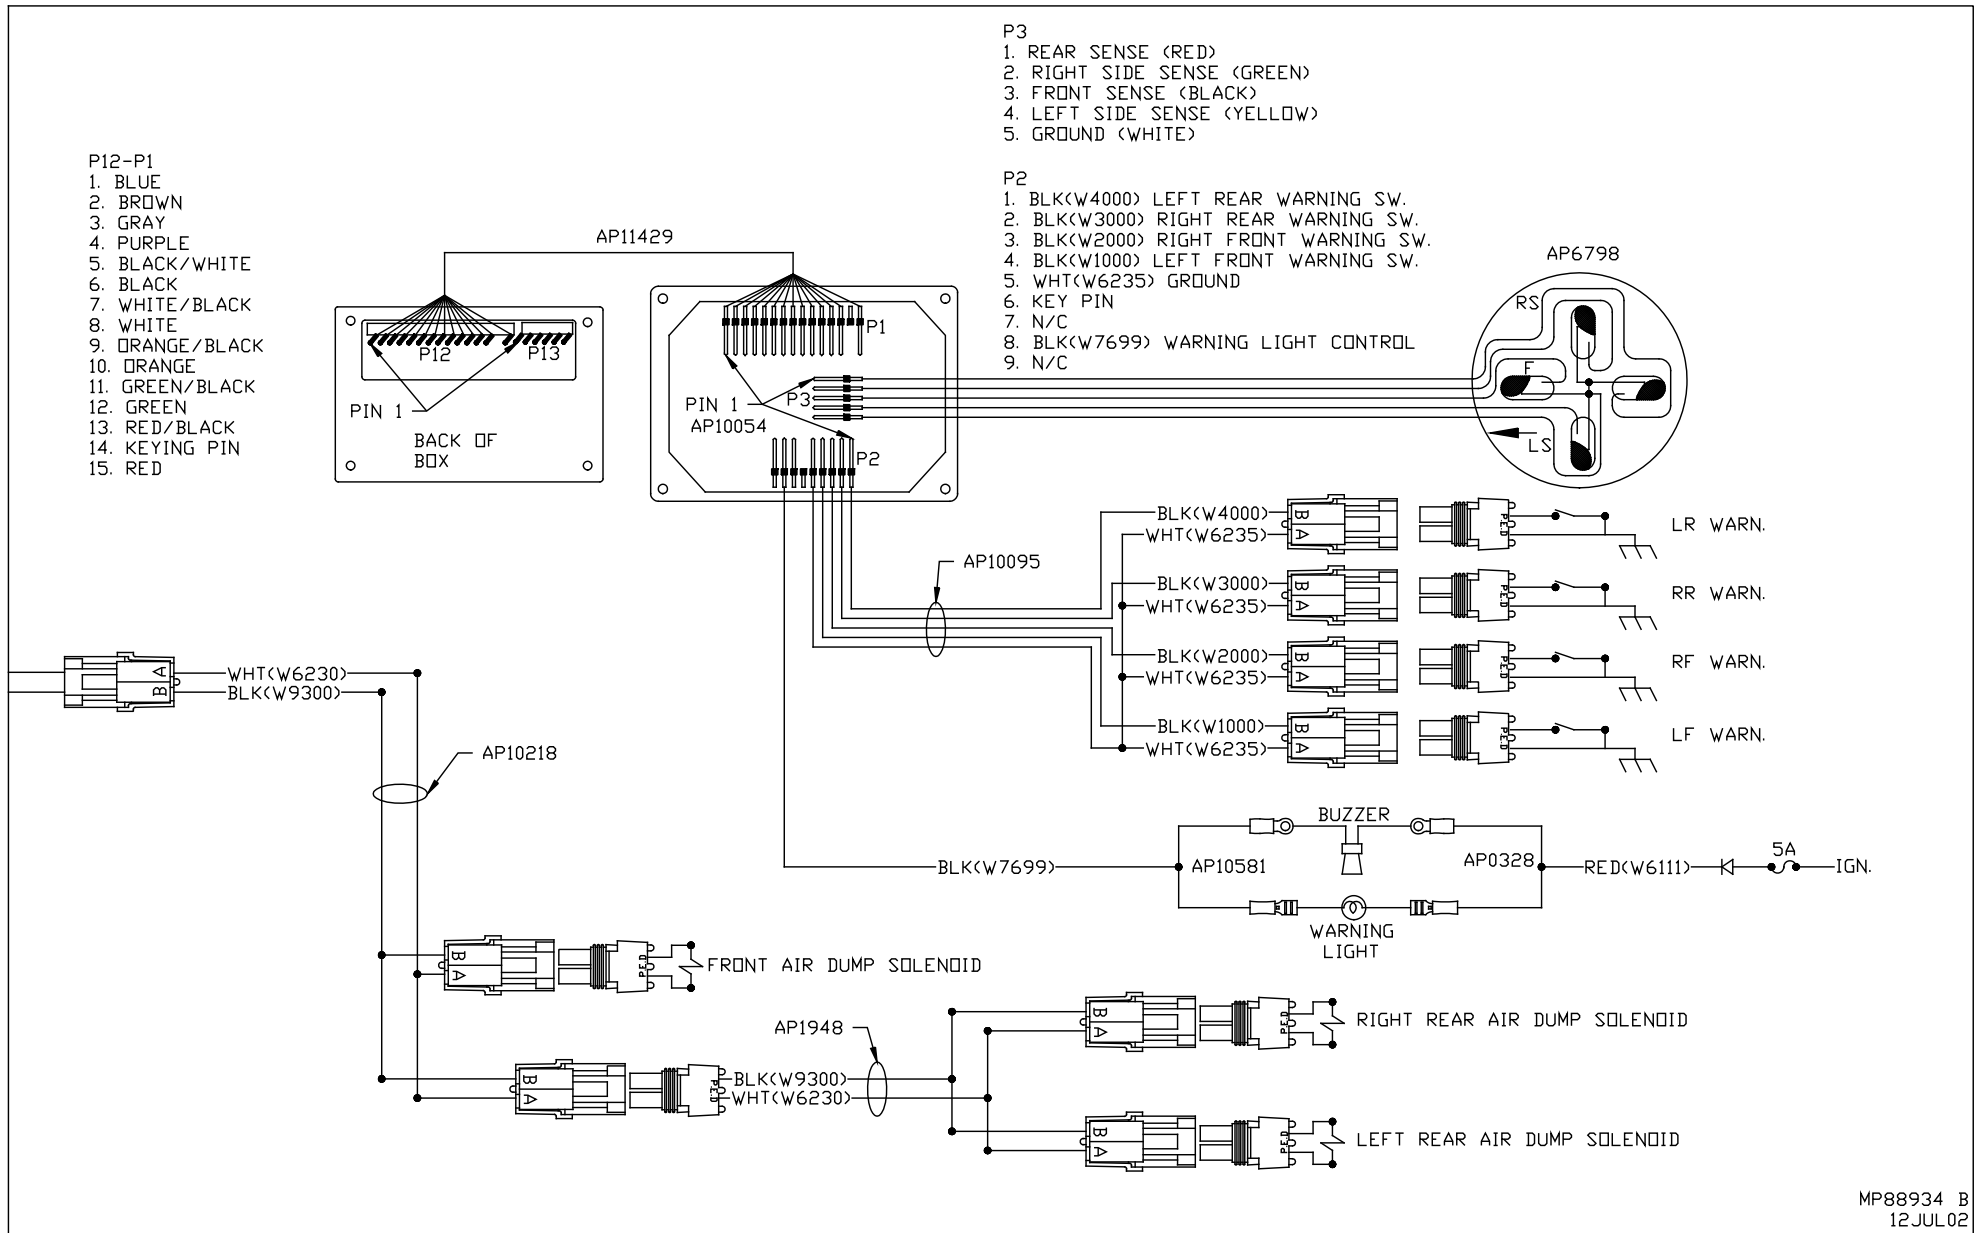 P3
1. REAR SENSE (RED)
2. RIGHT SIDE SENSE (GREEN)
3. FRONT SENSE (BLACK)
4. LEFT SIDE SENSE (YELLOW)
5. GROUND (WHITE)
P12-P1
1. BLUE
2. BROWN
3. GRAY
4. PURPLE
5. BLACK/WHITE
6. BLACK
7. WHITE/BLACK
8. WHITE
9. ORANGE/BLACK
10. ORANGE
11. GREEN/BLACK
12. GREEN
13. RED/BLACK
14. KEYING PIN
15. RED
P2
1. BLK(W4000) LEFT REAR WARNING SW.
2. BLK(W3000) RIGHT REAR WARNING SW.
3. BLK(W2000) RIGHT FRONT WARNING SW.
4. BLK(W1000) LEFT FRONT WARNING SW.
5. WHT(W6235) GROUND
6. KEY PIN
7. N/C
8. BLK(W7699) WARNING LIGHT CONTROL
9. N/C
AP11429
P12
P13
PIN 1
BACK OF
BOX
P1
P3
PIN 1
AP10054
P2
AP6798
RS
F
LS
AP10095
BLK(W4000)
WHT(W6235)
B
A
P.E.D
LR WARN.
BLK(W3000)
WHT(W6235)
B
A
P.E.D
RR WARN.
BLK(W2000)
WHT(W6235)
B
A
P.E.D
RF WARN.
BLK(W1000)
WHT(W6235)
B
A
P.E.D
LF WARN.
A
B
WHT(W6230)
BLK(W9300)
AP10218
BUZZER
BLK(W7699)
AP10581
AP0328
RED(W6111)
5A
IGN.
WARNING
LIGHT
B
A
P.E.D
FRONT AIR DUMP SOLENOID
AP1948
B
A
P.E.D
BLK(W9300)
WHT(W6230)
B
A
P.E.D
RIGHT REAR AIR DUMP SOLENOID
B
A
P.E.D
LEFT REAR AIR DUMP SOLENOID
MP88934 B
12JUL02